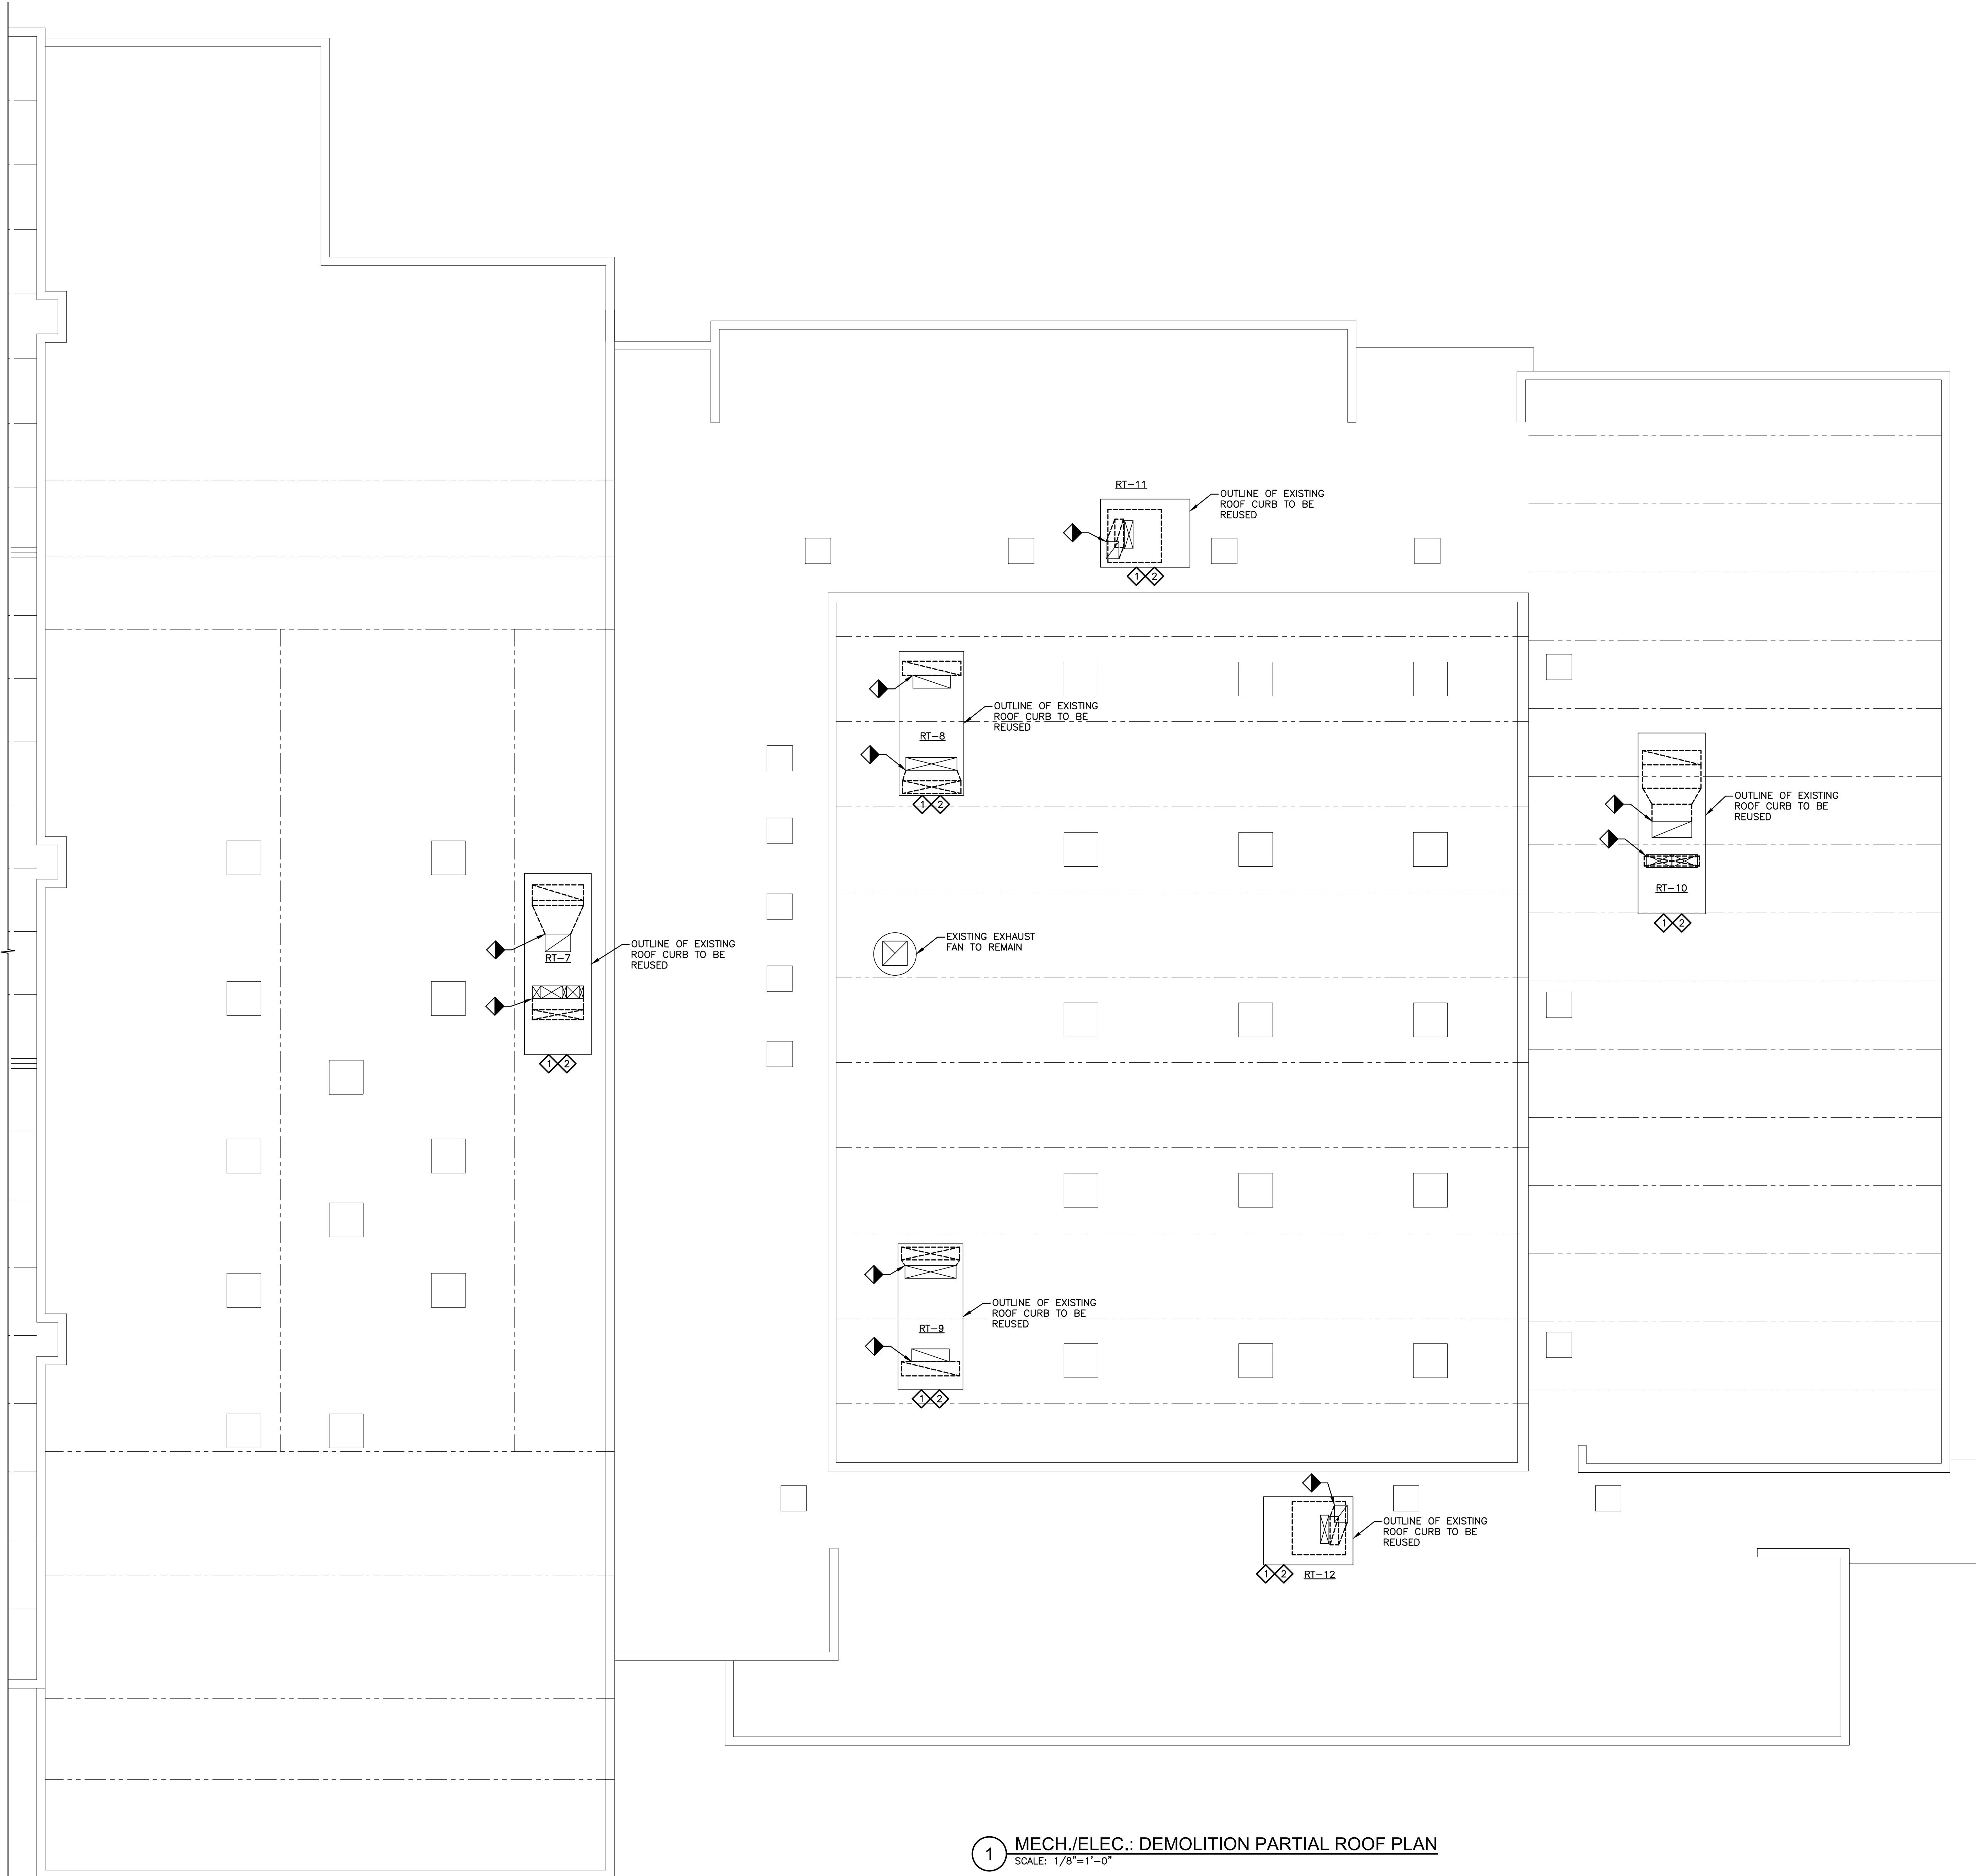 RT-11
OUTLINE OF EXISTING
ROOF CURB TO BE
REUSED
1 2
OUTLINE OF EXISTING
ROOF CURB TO BE
REUSED
RT-8
1 2
OUTLINE OF EXISTING
ROOF CURB TO BE
REUSED
RT-10
1 2
EXISTING EXHAUST
FAN TO REMAIN
OUTLINE OF EXISTING
ROOF CURB TO BE
REUSED
RT-7
1 2
OUTLINE OF EXISTING
ROOF CURB TO BE
REUSED
RT-9
1 2
OUTLINE OF EXISTING
ROOF CURB TO BE
REUSED
1 2
RT-12
1
MECH./ELEC.: DEMOLITION PARTIAL ROOF PLAN
SCALE: 1/8"=1'-0"